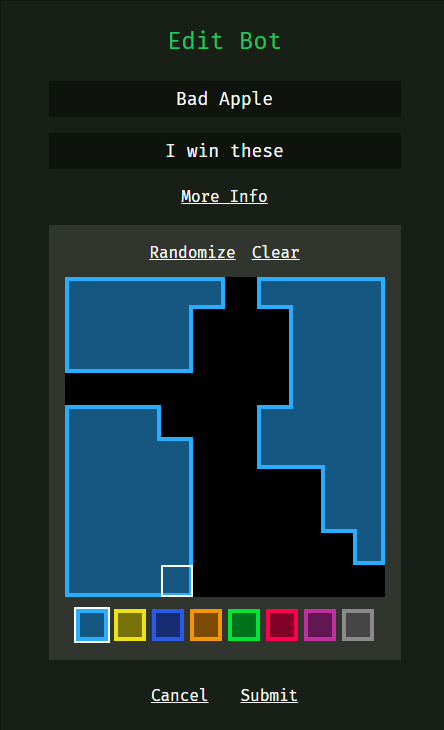 Edit Bot
Bad Apple
I win these
More Info
Randomize Clear
Cancel Submit